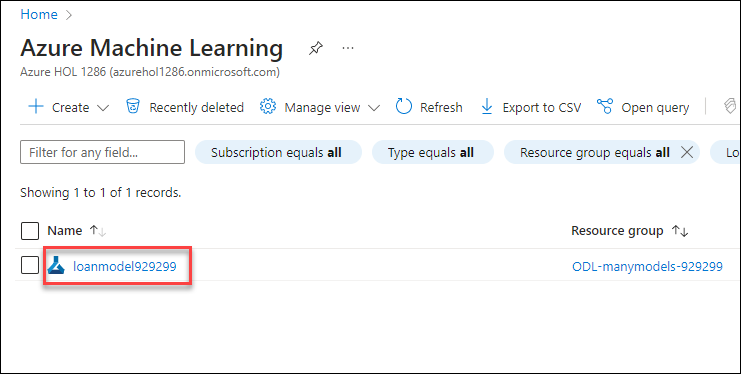 Home >
Azure Machine Learning
Azure HOL 1286 (azurehol1286.onmicrosoft.com)
+ Create Recently deleted Manage view Refresh Export to CSV Open query
Filter for any field... Subscription equals all Type equals all Resource group equals all Lo
Showing 1 to 1 of 1 records.
Name ↑↓ Resource group ↑↓
loanmodel929299 ODL-manymodels-929299